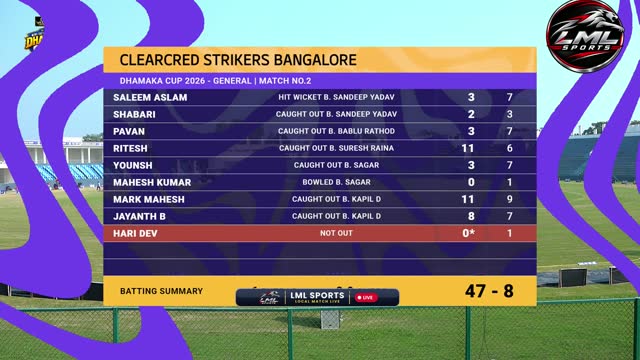 LML
SPORTS
CLEARCRED STRIKERS BANGALORE
DHAMAKA CUP 2026 - GENERAL | MATCH NO.2
SALEEM ASLAM HIT WICKET B. SANDEEP YADAV 3 7
SHABARI CAUGHT OUT B. SANDEEP YADAV 2 3
PAVAN CAUGHT OUT B. BABLU RATHOD 3 7
RITESH CAUGHT OUT B. SURESH RAINA 11 6
YOUNSH CAUGHT OUT B. SAGAR 3 7
MAHESH KUMAR BOWLED B. SAGAR 0 1
MARK MAHESH CAUGHT OUT B. KAPIL D 11 9
JAYANTH B CAUGHT OUT B. KAPIL D 8 7
HARI DEV NOT OUT 0* 1
BATTING SUMMARY 47 - 8
LML SPORTS LIVE
LOCAL MATCH LIVE